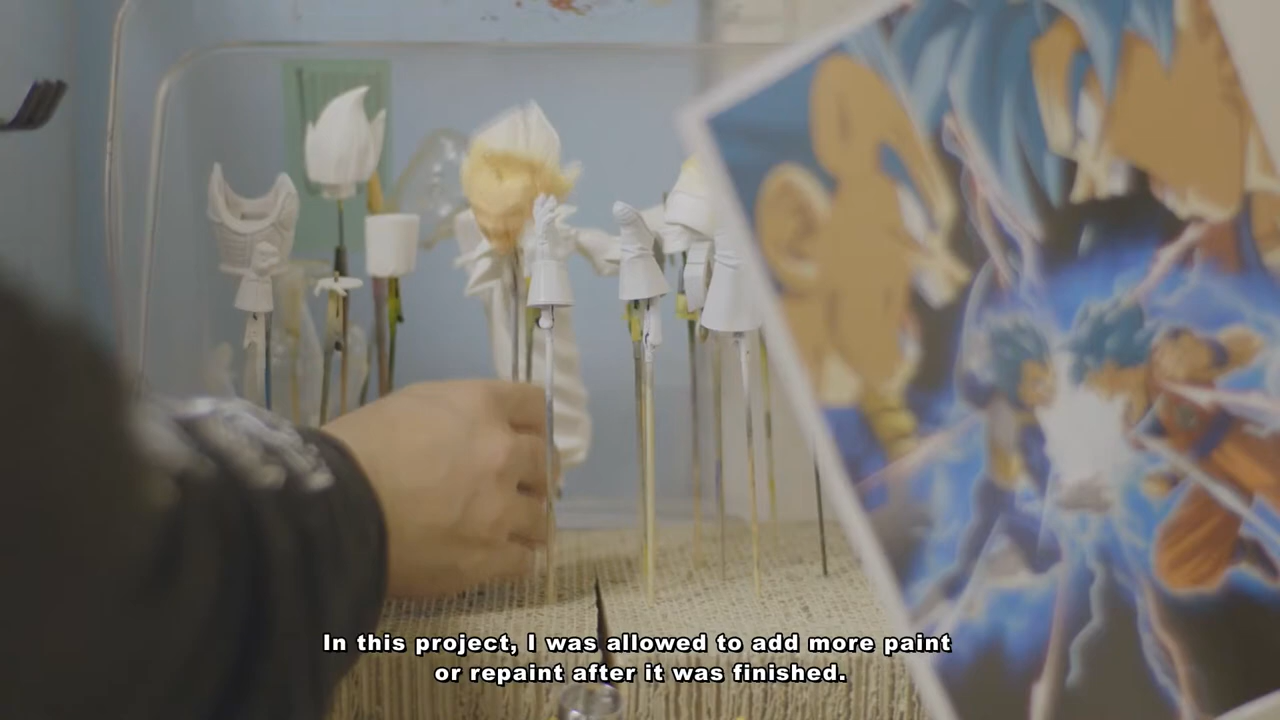 In this project, I was allowed to add more paint
or repaint after it was finished.